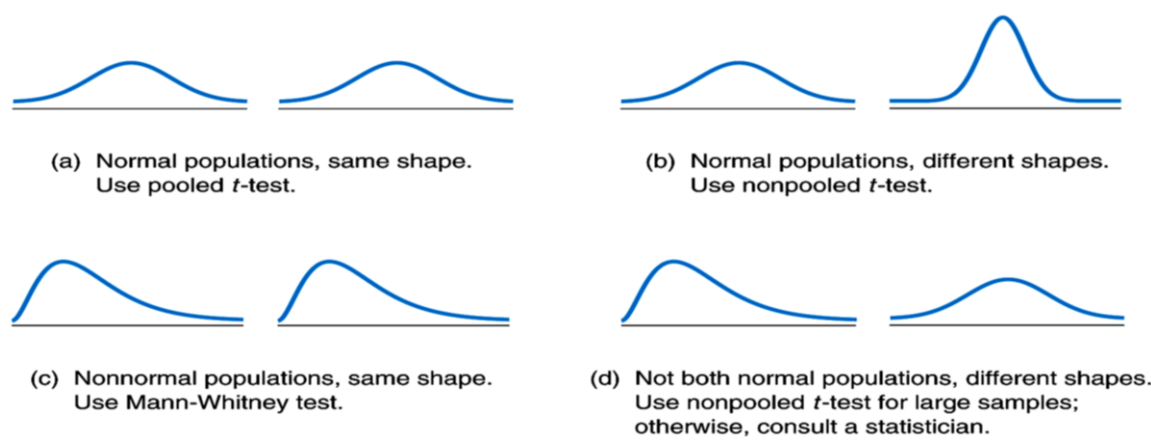 (a) Normal populations, same shape.
Use pooled t-test.
(b) Normal populations, different shapes.
Use nonpooled t-test.
(c) Nonnormal populations, same shape.
Use Mann-Whitney test.
(d) Not both normal populations, different shapes.
Use nonpooled t-test for large samples;
otherwise, consult a statistician.